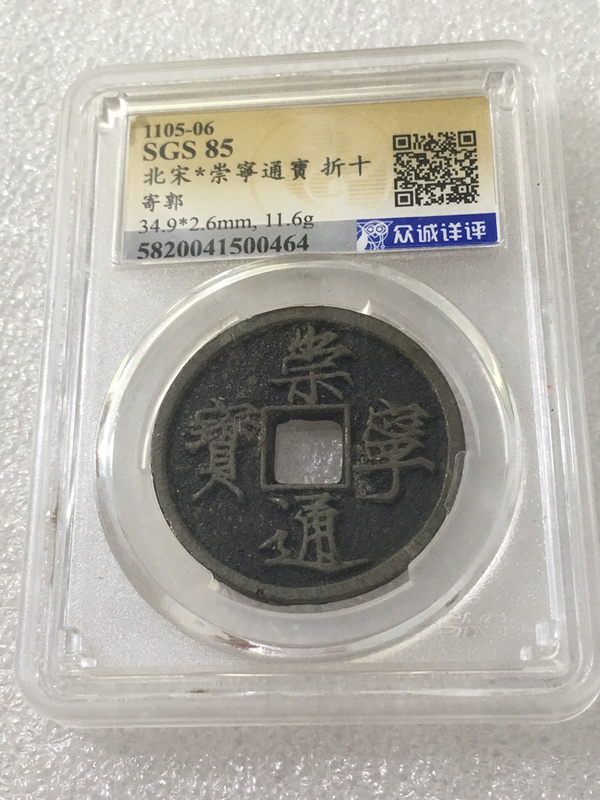 1105-06
SGS 85
北宋*崇寧通寶 折十
寄郭
34.9*2.6mm, 11.6g
5820041500464
众诚详评
崇
寧
通
寶